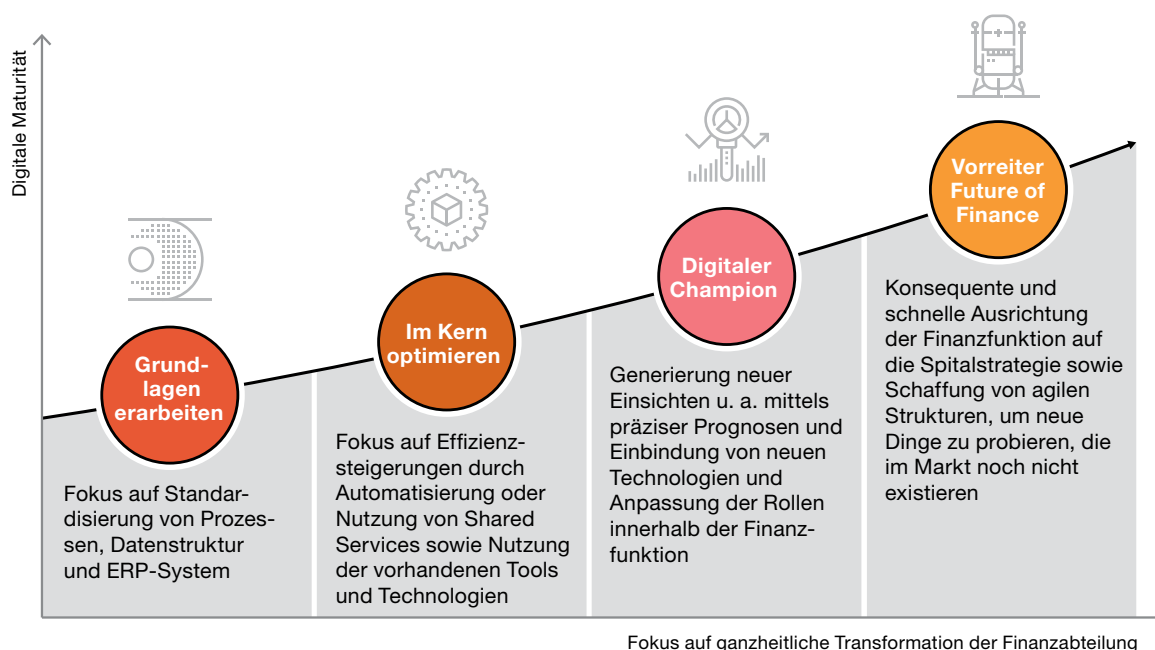 Digitale Maturität
Grund-
lagen
erarbeiten
Fokus auf Standar-
disierung von Prozes-
sen, Datenstruktur
und ERP-System
Im Kern
optimieren
Fokus auf Effizienz-
steigerungen durch
Automatisierung oder
Nutzung von Shared
Services sowie Nutzung
der vorhandenen Tools
und Technologien
Digitaler
Champion
Generierung neuer
Einsichten u. a. mittels
präziser Prognosen und
Einbindung von neuen
Technologien und
Anpassung der Rollen
innerhalb der Finanz-
funktion
Vorreiter
Future of
Finance
Konsequente und
schnelle Ausrichtung
der Finanzfunktion auf
die Spitalstrategie sowie
Schaffung von agilen
Strukturen, um neue
Dinge zu probieren, die
im Markt noch nicht
existieren
Fokus auf ganzheitliche Transformation der Finanzabteilung